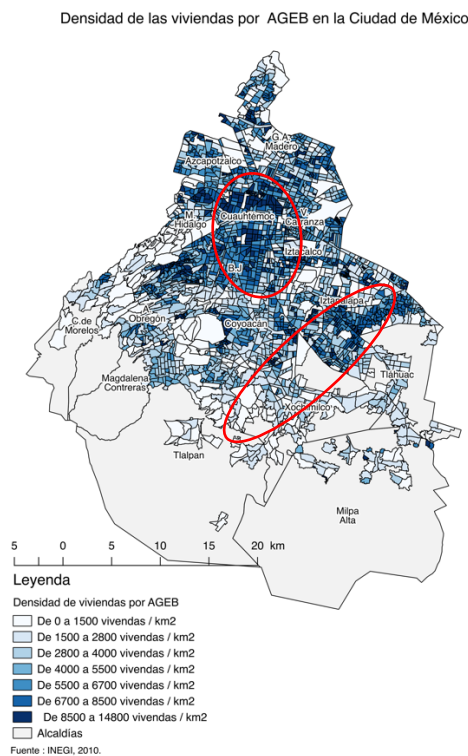 Densidad de las viviendas por AGEB en la Ciudad de México
G.A.
Madero
Azcapotzalco
M.
Hidalgo
Cuauhtémoc
V.
Carranza
Iztacalco
B.J.
Iztapalapa
C.de
Morelos
Obregón
Coyoacan
Magdalena
Contreras
Tlahuac
Xochimilco
Tlalpan
Milpa
Alta
5 0 5 10 15 20 km
Leyenda
Densidad de viviendas por AGEB
De 0 a 1500 vivendas / km2
De 1500 a 2800 vivendas / km2
De 2800 a 4000 vivendas / km2
De 4000 a 5500 vivendas / km2
De 5500 a 6700 vivendas / km2
De 6700 a 8500 vivendas / km2
De 8500 a 14800 vivendas / km2
Alcaldías
Fuente : INEGI, 2010.